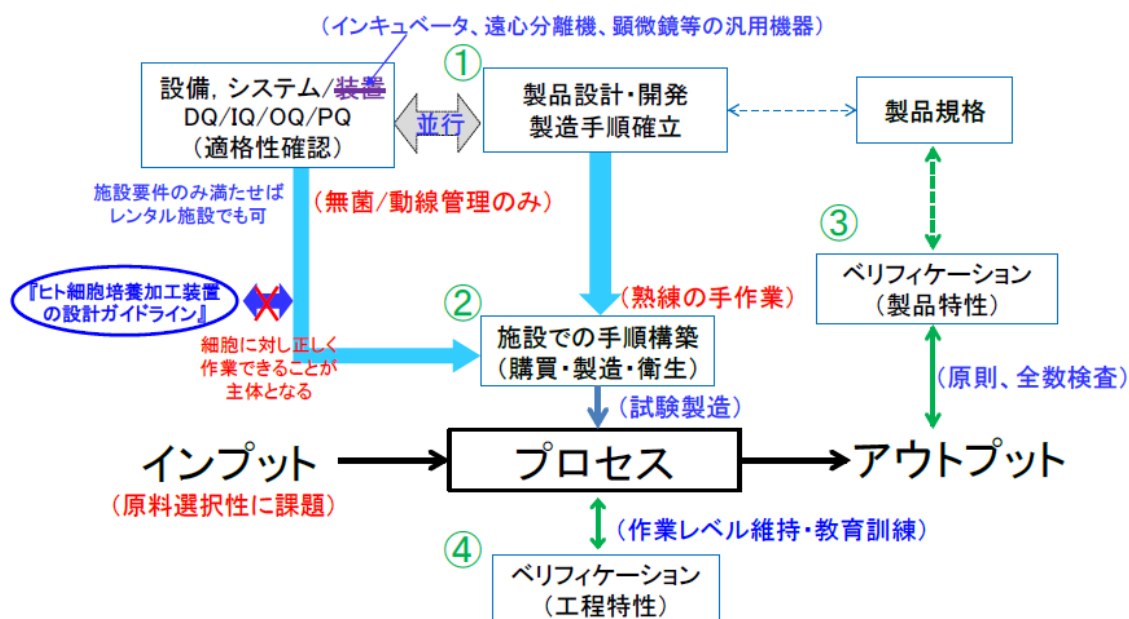 （インキュベータ、遠心分離機、顕微鏡等の汎用機器）
①
設備，システム/装置
DQ/IQ/OQ/PQ
（適格性確認）
並行
製品設計・開発
製造手順確立
製品規格
施設要件のみ満たせば
レンタル施設でも可
（無菌/動線管理のみ）
③
ベリフィケーション
（製品特性）
『ヒト細胞培養加工装置
の設計ガイドライン』
（熟練の手作業）
②
施設での手順構築
（購買・製造・衛生）
細胞に対し正しく
作業できることが
主体となる
（原則、全数検査）
（試験製造）
インプット
プロセス
アウトプット
（原料選択性に課題）
（作業レベル維持・教育訓練）
④
ベリフィケーション
（工程特性）